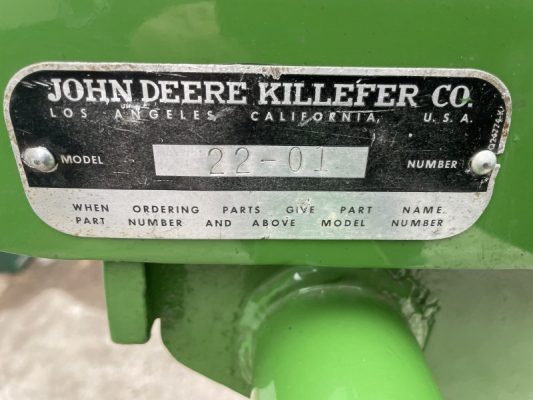 JOHN DEERE KILLEFER CO.
LOS ANGELES, CALIFORNIA, U.S.A.
MODEL 22-01 NUMBER
WHEN ORDERING PARTS GIVE PART NAME
PART NUMBER AND ABOVE MODEL NUMBER